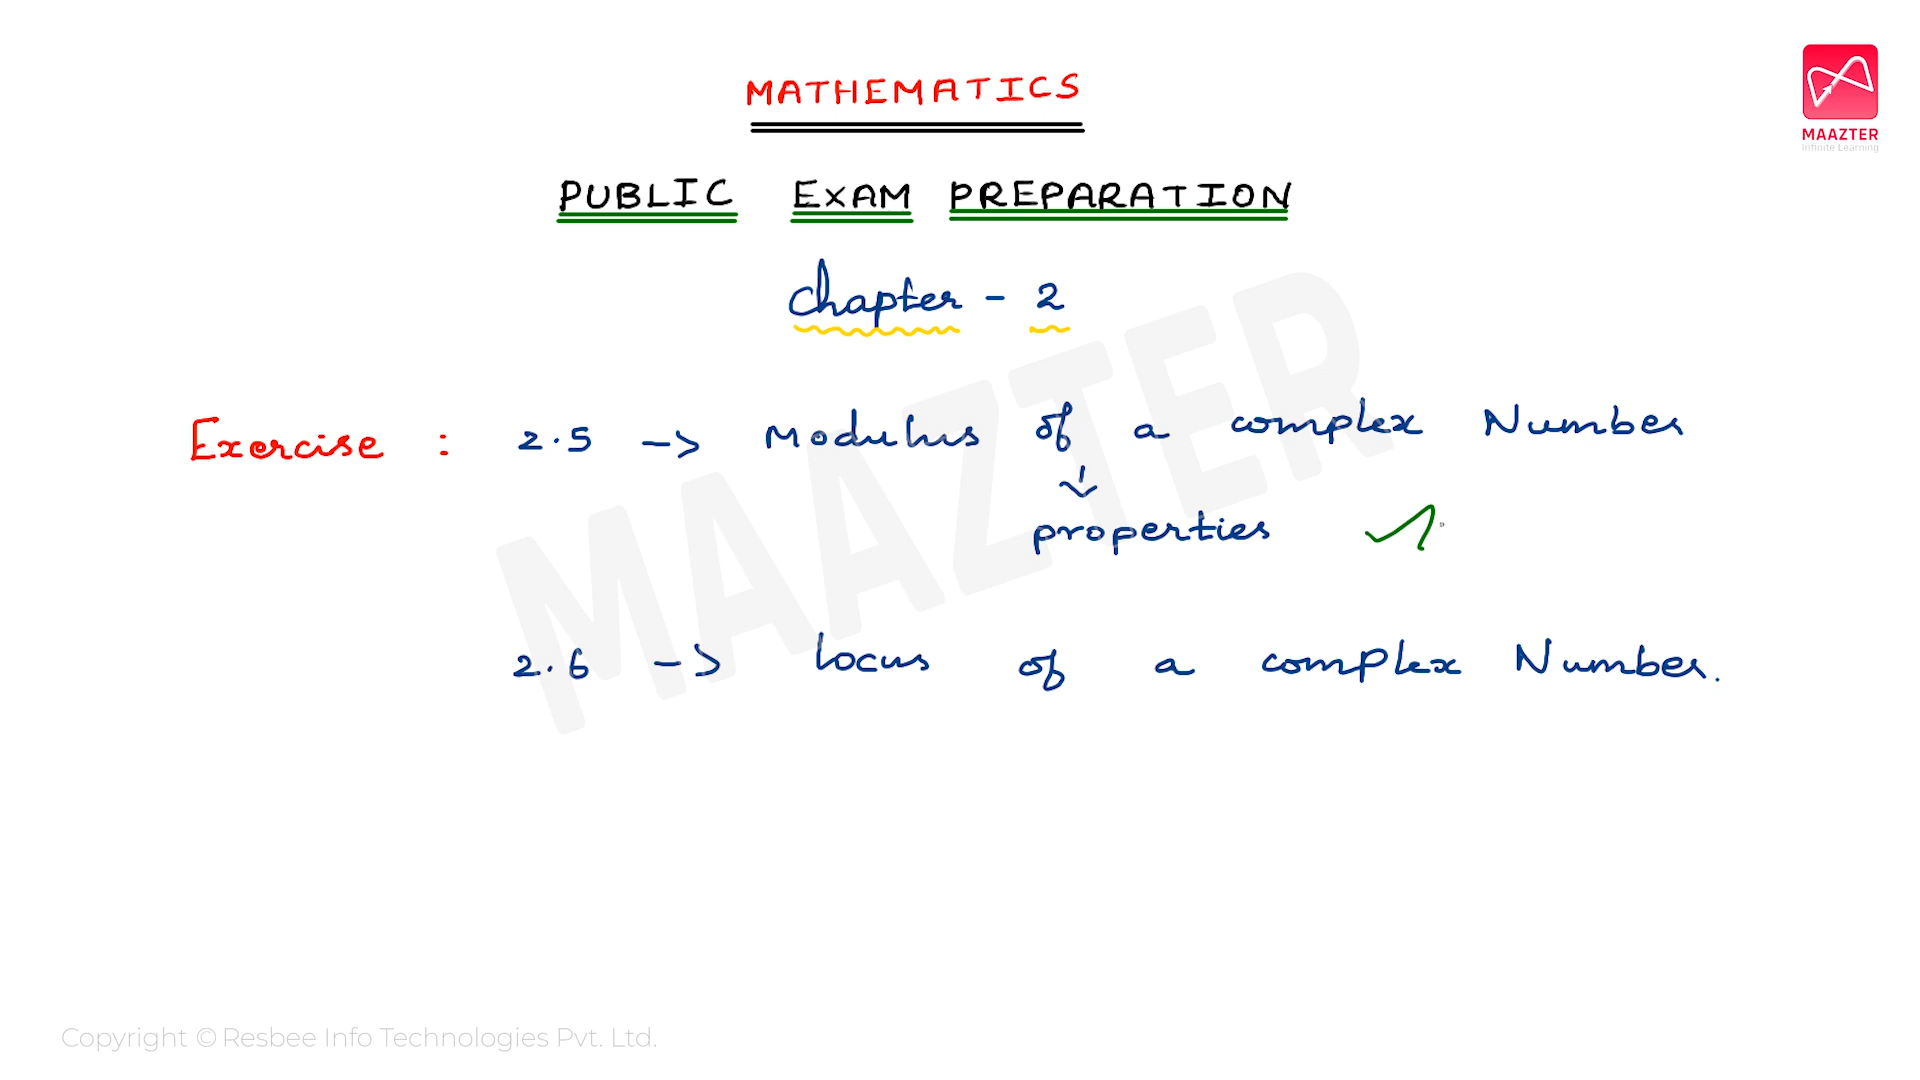 MATHEMATICS
MAAZTER
Infinite Learning
PUBLIC EXAM PREPARATION
Chapter - 2
Exercise : 2.5 -> Modulus of a complex Number
properties
2.6 -> locus of a complex Number.
MAAZTER
Copyright © Resbee Info Technologies Pvt. Ltd.